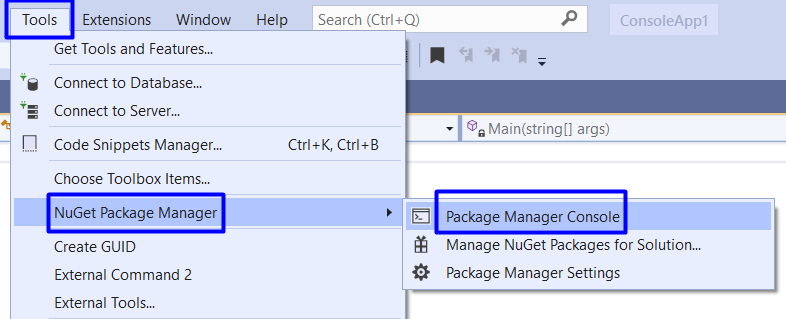 Tools Extensions Window Help Search (Ctrl+Q) ConsoleApp1
Get Tools and Features...
Connect to Database...
Connect to Server...
Main(string[] args)
Code Snippets Manager... Ctrl+K, Ctrl+B
Choose Toolbox Items...
NuGet Package Manager
Package Manager Console
Create GUID
Manage NuGet Packages for Solution...
External Command 2
Package Manager Settings
External Tools...